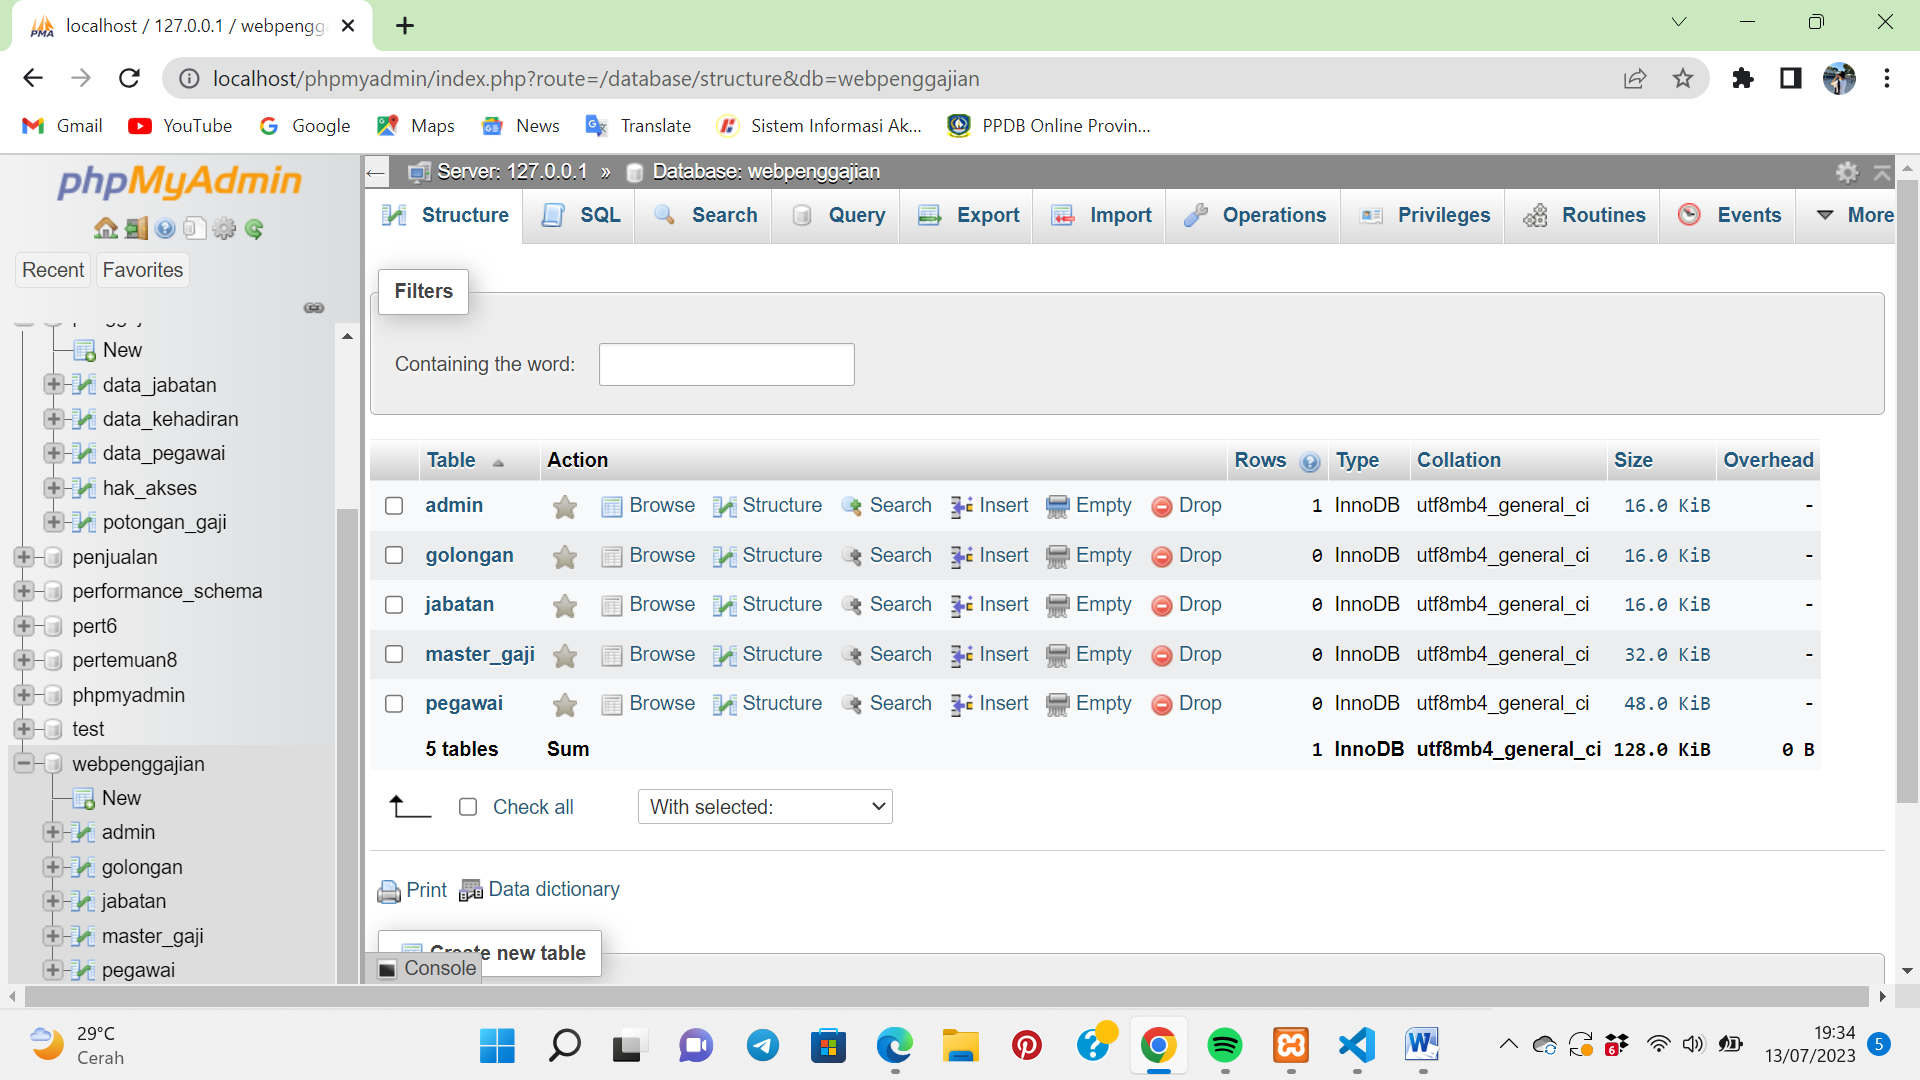 localhost / 127.0.0.1 / webpengg
localhost/phpmyadmin/index.php?route=/database/structure&db=webpenggajian
Gmail YouTube Google Maps News Translate Sistem Informasi Ak... PPDB Online Provin...
phpMyAdmin
Recent Favorites
New
data_jabatan
data_kehadiran
data_pegawai
hak_akses
potongan_gaji
penjualan
performance_schema
pert6
pertemuan8
phpmyadmin
test
webpenggajian
New
admin
golongan
jabatan
master_gaji
pegawai
Server: 127.0.0.1 » Database: webpenggajian
Structure SQL Search Query Export Import Operations Privileges Routines Events More
Filters
Containing the word:
Table Action Rows Type Collation Size Overhead
admin Browse Structure Search Insert Empty Drop 1 InnoDB utf8mb4_general_ci 16.0 KiB -
golongan Browse Structure Search Insert Empty Drop 0 InnoDB utf8mb4_general_ci 16.0 KiB -
jabatan Browse Structure Search Insert Empty Drop 0 InnoDB utf8mb4_general_ci 16.0 KiB -
master_gaji Browse Structure Search Insert Empty Drop 0 InnoDB utf8mb4_general_ci 32.0 KiB -
pegawai Browse Structure Search Insert Empty Drop 0 InnoDB utf8mb4_general_ci 48.0 KiB -
5 tables Sum 1 InnoDB utf8mb4_general_ci 128.0 KiB 0 B
Check all With selected:
Print Data dictionary
Create new table
Console
29°C
Cerah
19:34
13/07/2023
5